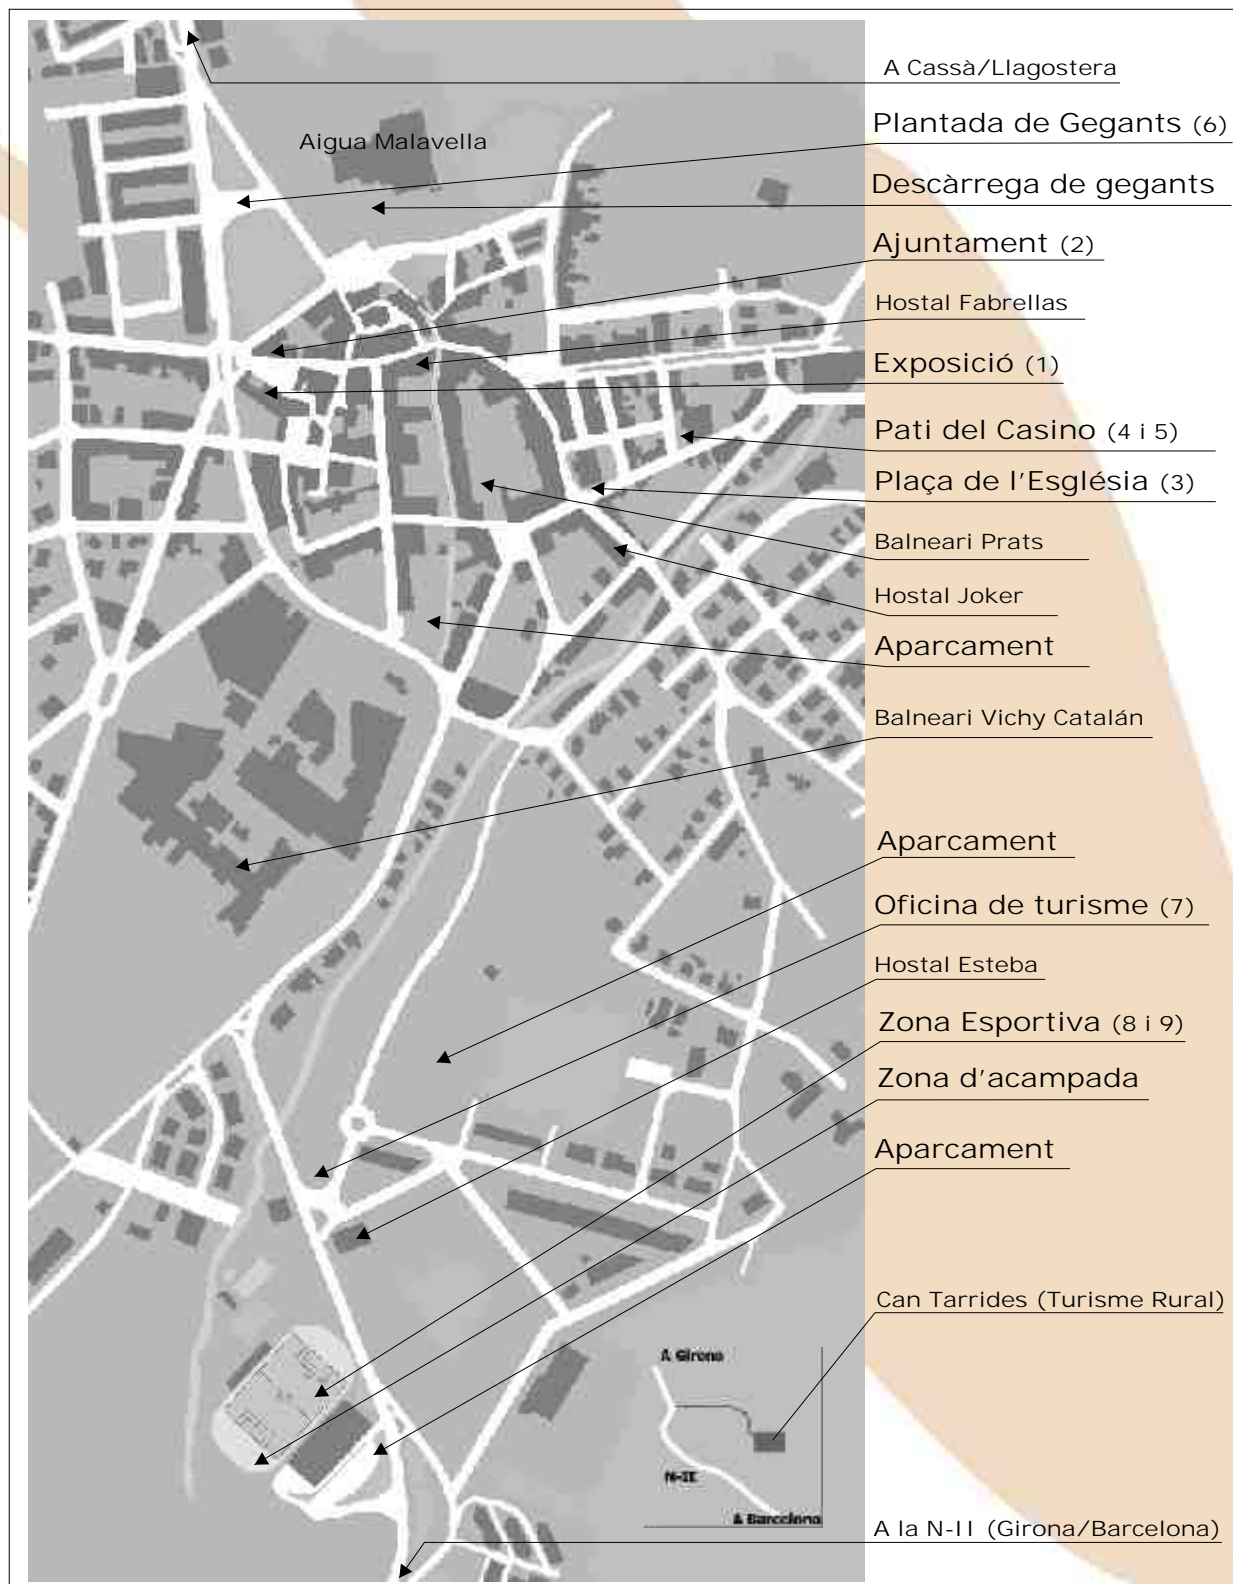 A Cassà/Llagostera
Plantada de Gegants (6)
Aigua Malavella
Descàrrega de gegants
Ajuntament (2)
Hostal Fabrellas
Exposició (1)
Pati del Casino (4 i 5)
Plaça de l'Església (3)
Balneari Prats
Hostal Joker
Aparcament
Balneari Vichy Catalán
Aparcament
Oficina de turisme (7)
Hostal Esteba
Zona Esportiva (8 i 9)
Zona d'acampada
Aparcament
Can Tarrides (Turisme Rural)
A Girona
N-II
A Barcelona
A la N-II (Girona/Barcelona)